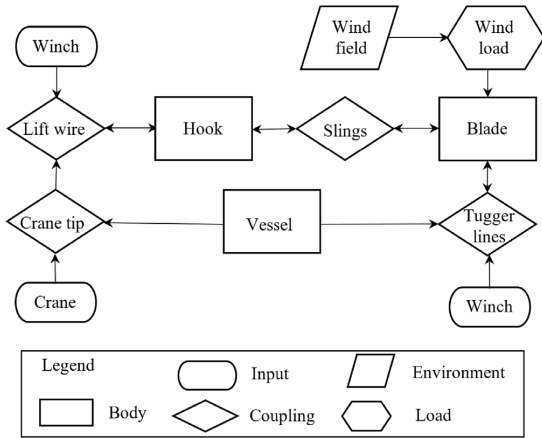 Winch
Wind
field
Wind
load
Lift wire
Hook
Slings
Blade
Crane tip
Vessel
Tugger
lines
Crane
Winch
Legend
Input
Environment
Body
Coupling
Load